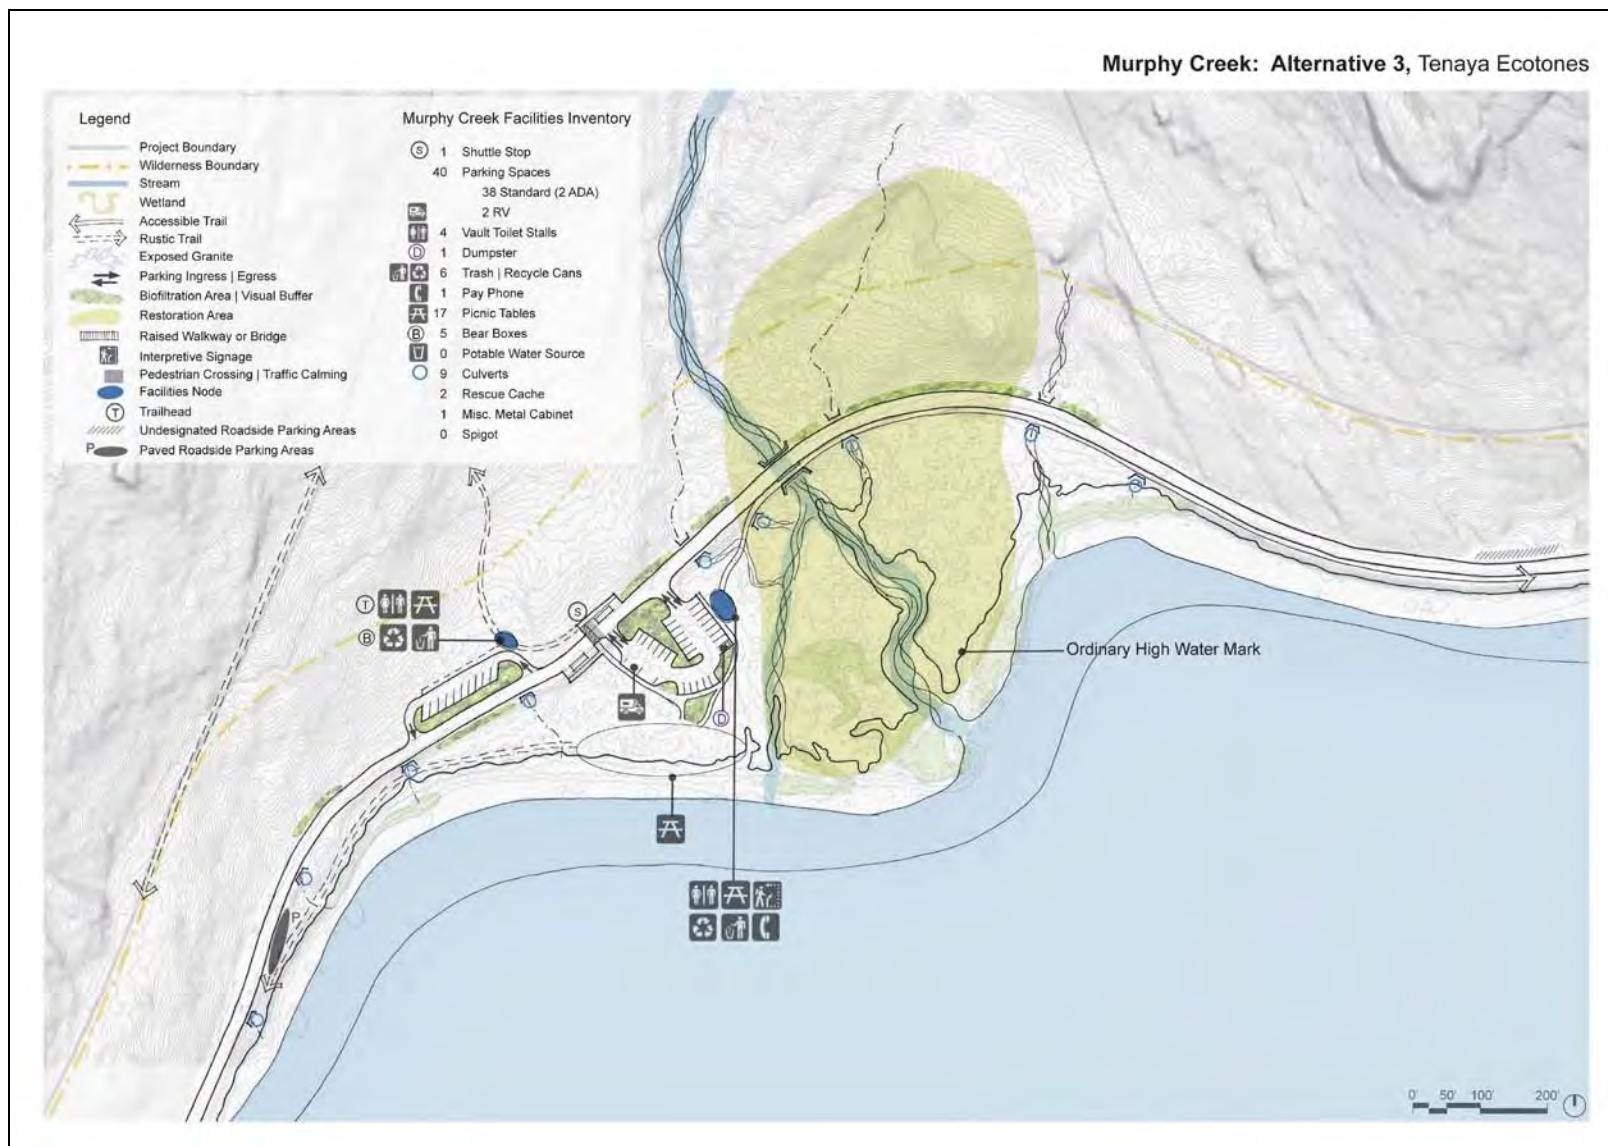 Murphy Creek: Alternative 3, Tenaya Ecotones
Legend
Project Boundary
Wilderness Boundary
Stream
Wetland
Accessible Trail
Rustic Trail
Exposed Granite
Parking Ingress | Egress
Biofiltration Area | Visual Buffer
Restoration Area
Raised Walkway or Bridge
Interpretive Signage
Pedestrian Crossing | Traffic Calming
Facilities Node
T Trailhead
Undesignated Roadside Parking Areas
P Paved Roadside Parking Areas
Murphy Creek Facilities Inventory
S 1 Shuttle Stop
40 Parking Spaces
38 Standard (2 ADA)
2 RV
4 Vault Toilet Stalls
D 1 Dumpster
6 Trash | Recycle Cans
1 Pay Phone
17 Picnic Tables
B 5 Bear Boxes
0 Potable Water Source
9 Culverts
2 Rescue Cache
1 Misc. Metal Cabinet
0 Spigot
T
S
B
Ordinary High Water Mark
D
P
0' 50' 100' 200'